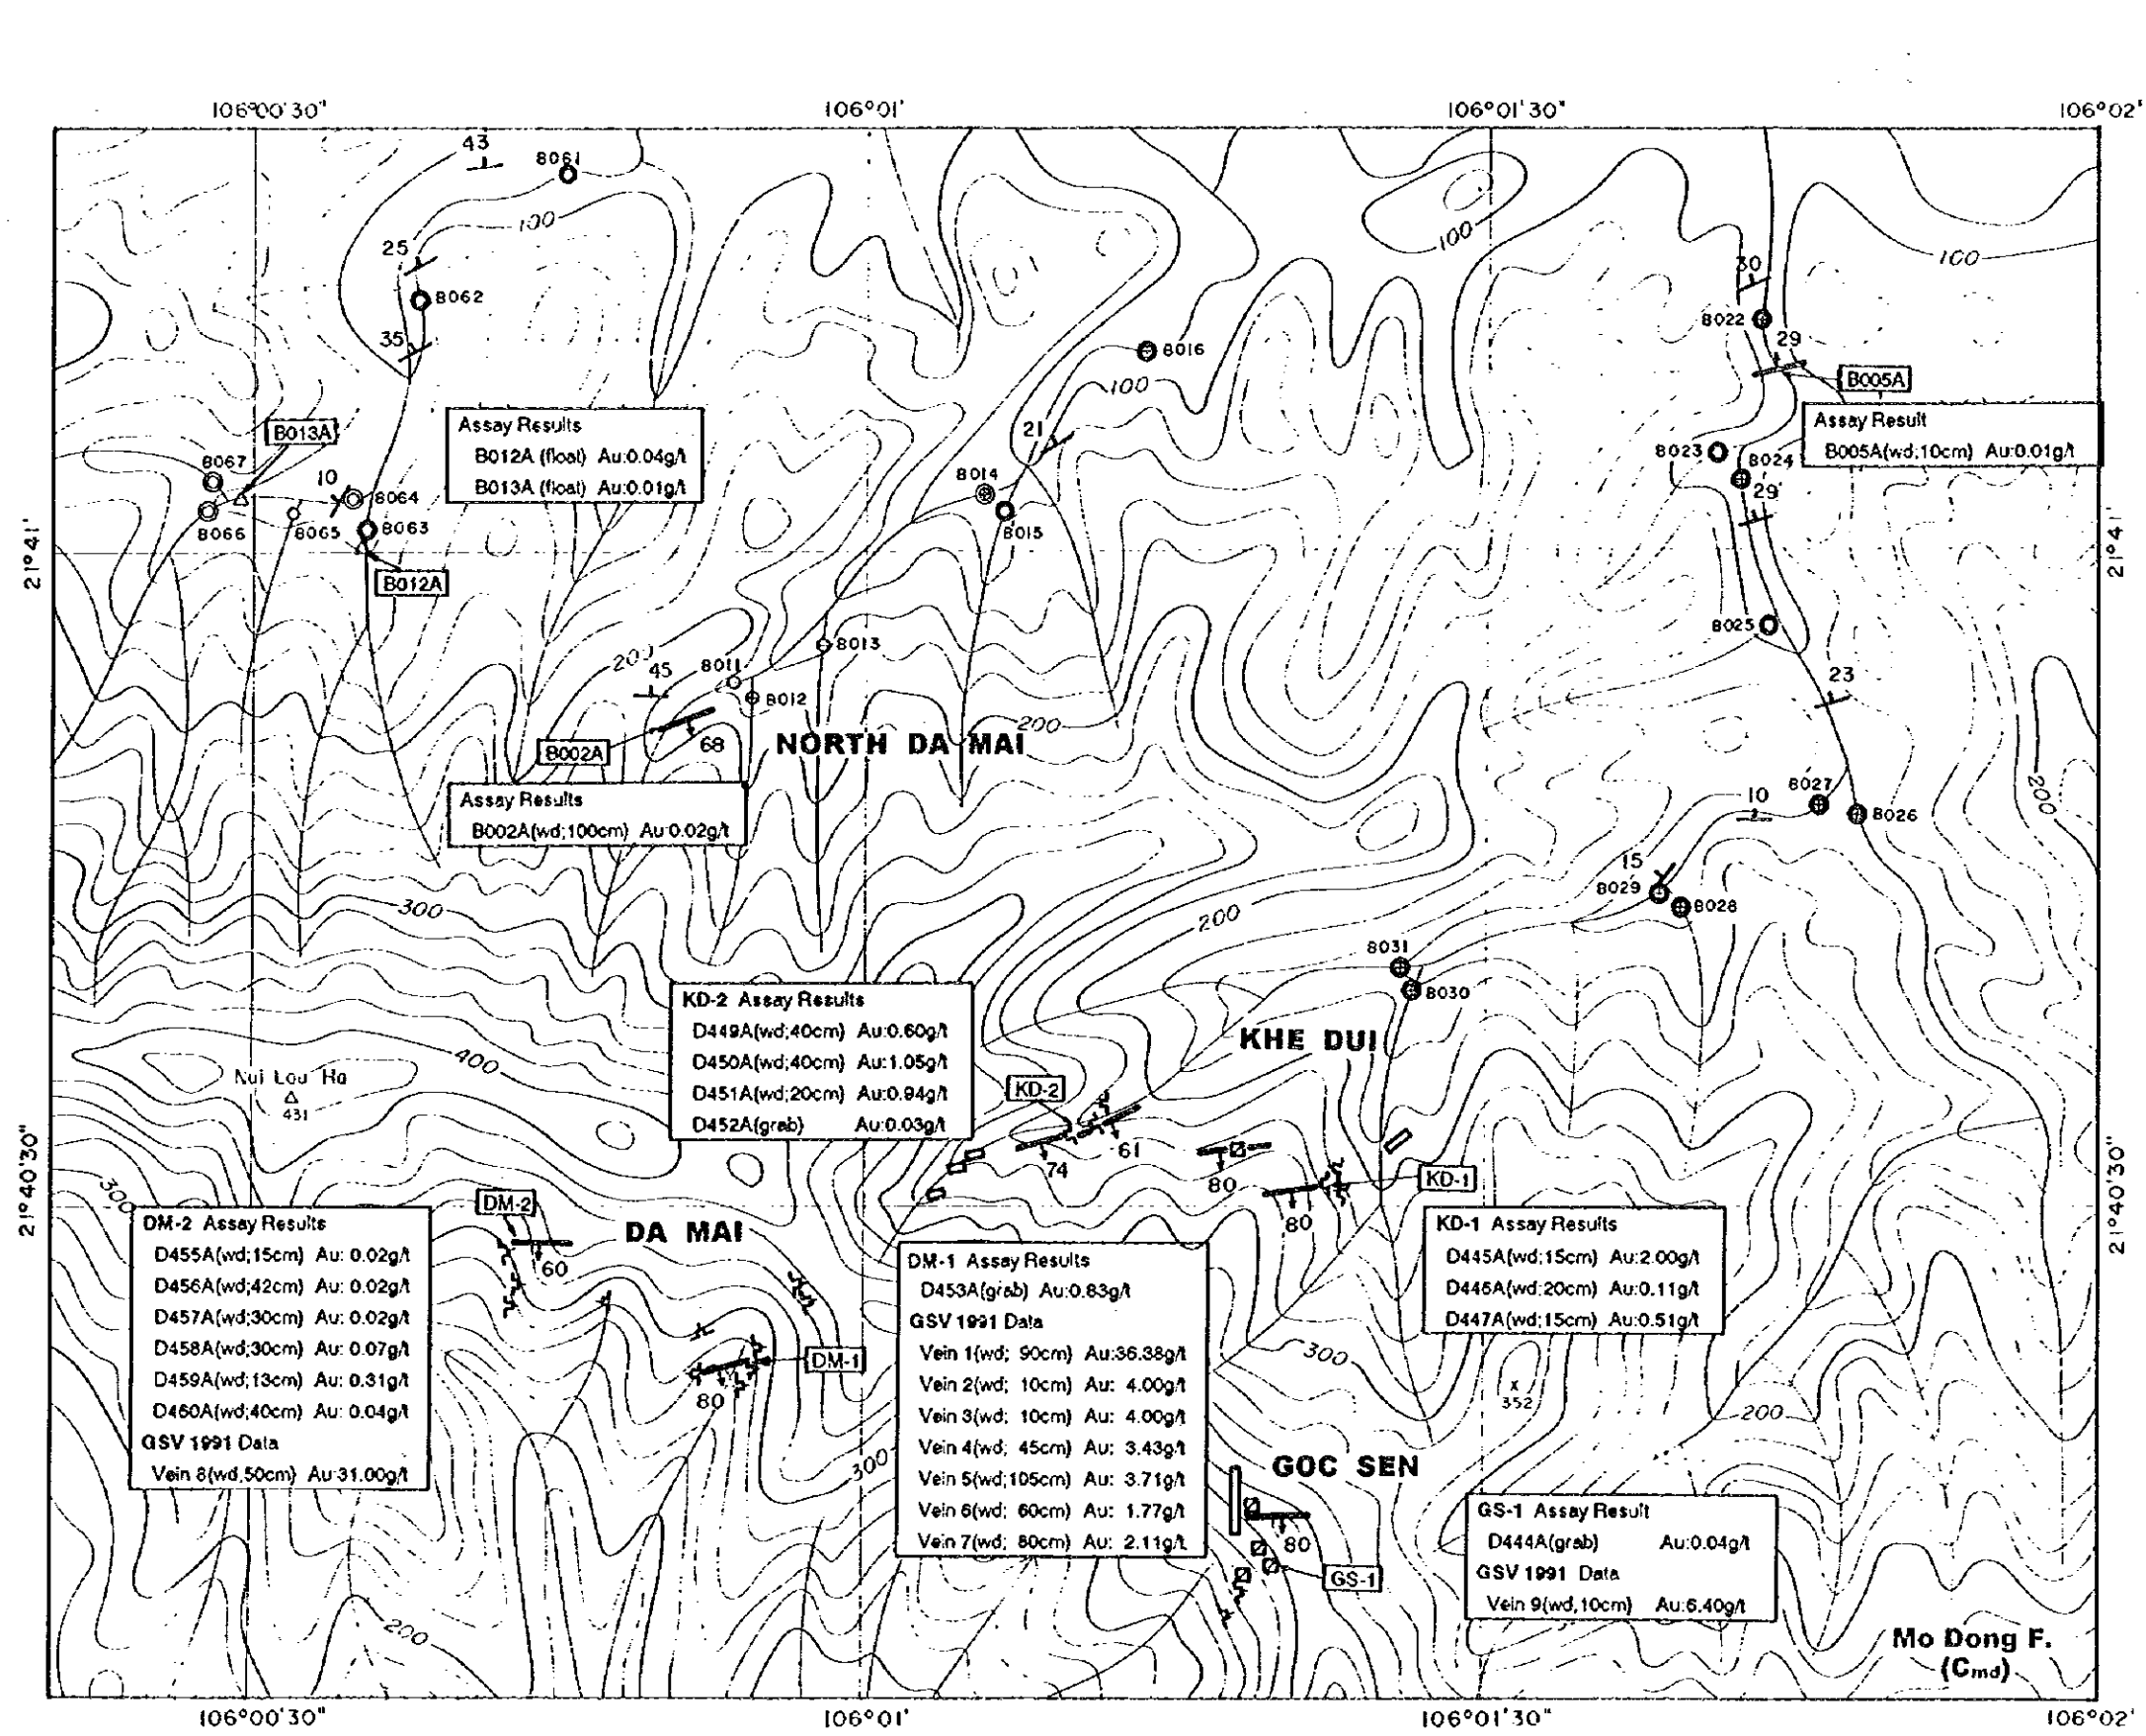 106°00'30"
106°01'
106°01'30"
106°02'
43
8061
100
25
8062
35
100
100
30
8022
29
B005A
Assay Result
B005A(wd;10cm) Au:0.01g/t
8016
100
21
B013A
8067
10
8064
8066
8065
8063
B012A
Assay Results
B012A (float) Au:0.04g/t
B013A (float) Au:0.01g/t
8014
8015
8023
8024
29
21°41'
21°41'
8025
23
200
45
8011
8013
8012
68
B002A
NORTH DA MAI
200
Assay Results
B002A(wd;100cm) Au:0.02g/t
200
8027
10
8026
15
8029
8028
300
200
8031
8030
KHE DUI
KD-2 Assay Results
D449A(wd;40cm) Au:0.60g/t
D450A(wd;40cm) Au:1.05g/t
D451A(wd;20cm) Au:0.94g/t
D452A(grab) Au:0.03g/t
400
Nui Lou Ha
431
KD-2
61
74
80
KD-1
80
21°40'30"
21°40'30"
300
DM-2
DA MAI
60
DM-2 Assay Results
D455A(wd;15cm) Au: 0.02g/t
D456A(wd;42cm) Au: 0.02g/t
D457A(wd;30cm) Au: 0.02g/t
D458A(wd;30cm) Au: 0.07g/t
D459A(wd;13cm) Au: 0.31g/t
D460A(wd;40cm) Au: 0.04g/t
GSV 1991 Data
Vein 8(wd,50cm) Au:31.00g/t
DM-1
80
DM-1 Assay Results
D453A(grab) Au:0.83g/t
GSV 1991 Data
Vein 1(wd; 90cm) Au:36.38g/t
Vein 2(wd; 10cm) Au: 4.00g/t
Vein 3(wd; 10cm) Au: 4.00g/t
Vein 4(wd; 45cm) Au: 3.43g/t
Vein 5(wd;105cm) Au: 3.71g/t
Vein 6(wd; 60cm) Au: 1.77g/t
Vein 7(wd; 80cm) Au: 2.11g/t
KD-1 Assay Results
D445A(wd;15cm) Au:2.00g/t
D446A(wd;20cm) Au:0.11g/t
D447A(wd;15cm) Au:0.51g/t
300
x
352
200
300
GOC SEN
80
GS-1
GS-1 Assay Result
D444A(grab) Au:0.04g/t
GSV 1991 Data
Vein 9(wd,10cm) Au:6.40g/t
200
Mo Dong F.
(Cmd)
106°00'30"
106°01'
106°01'30"
106°02'